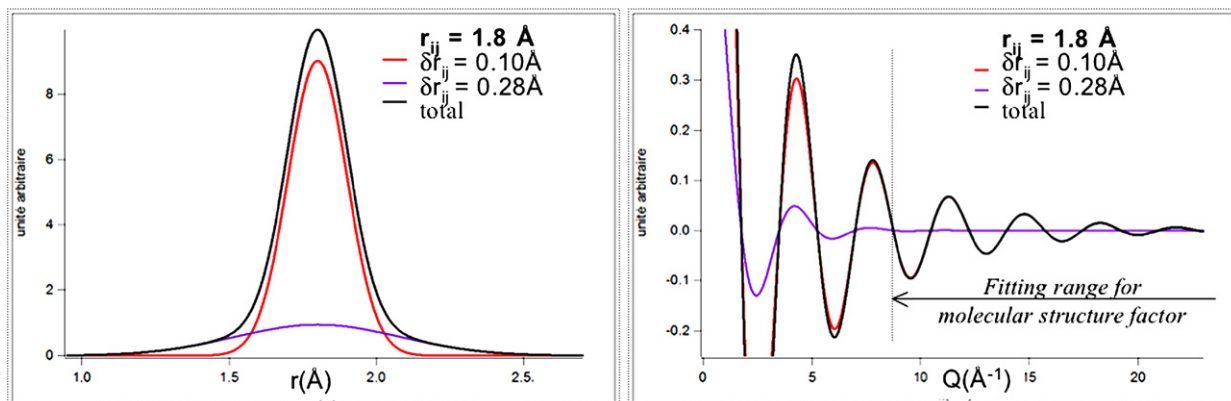 r_ij = 1.8 Å
δr_ij = 0.10Å
δr_ij = 0.28Å
total
unité arbitraire
8
6
4
2
0
1.0
1.5
2.0
2.5.
r(Å)
r_ij = 1.8 Å
δr_ij = 0.10Å
δr_ij = 0.28Å
total
unité arbitraire
0.4
0.3
0.2
0.1
0.0
-0.1
-0.2
Fitting range for
molecular structure factor
0
5
10
15
20
Q(Å⁻¹)